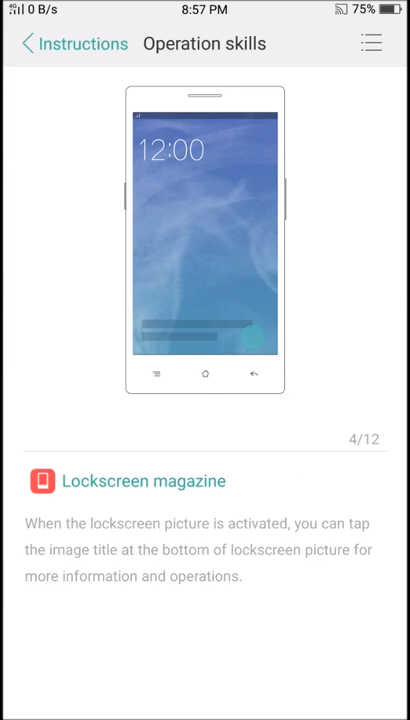 4G 0 B/s 8:57 PM 75%
Instructions Operation skills
12:00
4/12
Lockscreen magazine
When the lockscreen picture is activated, you can tap
the image title at the bottom of lockscreen picture for
more information and operations.